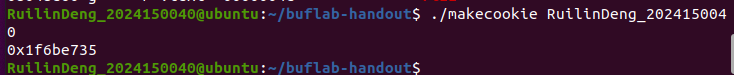 RuilinDeng_2024150040@ubuntu:~/buflab-handout$ ./makecookie RuilinDeng_202415004
0
0x1f6be735
RuilinDeng_2024150040@ubuntu:~/buflab-handout$